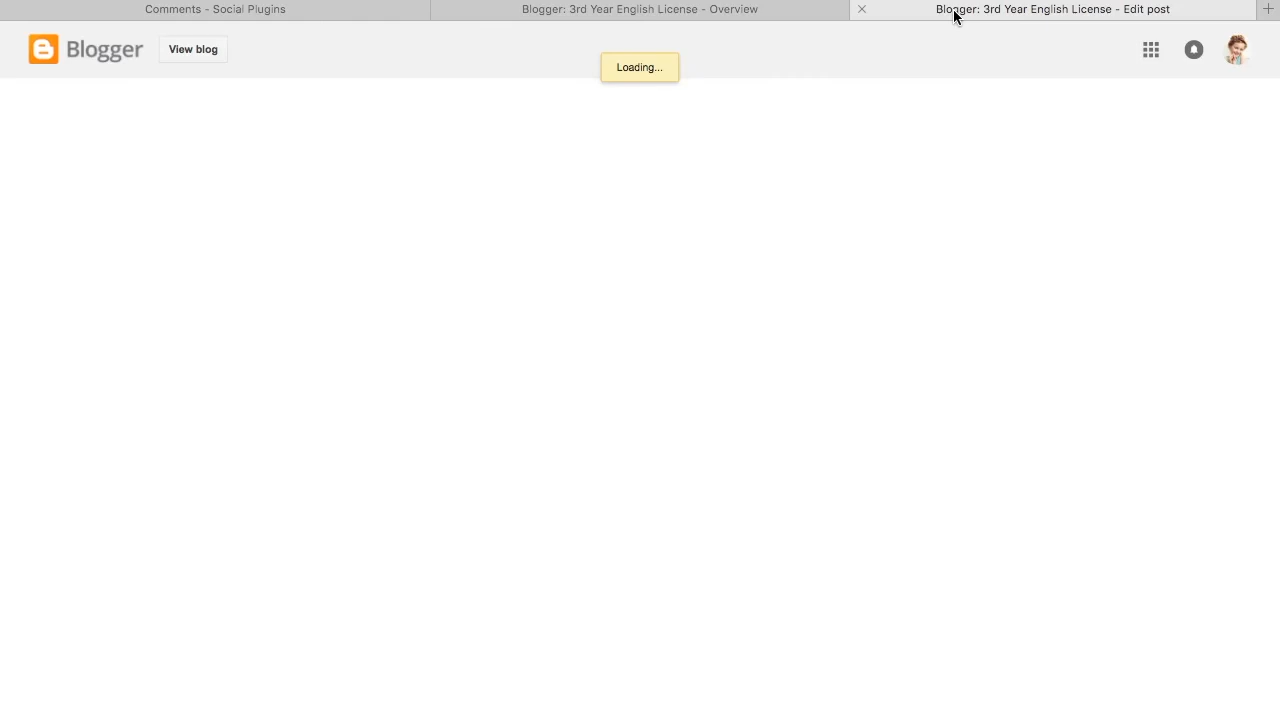 Comments - Social Plugins
Blogger: 3rd Year English License - Overview
Blogger: 3rd Year English License - Edit post
Blogger
View blog
Loading...